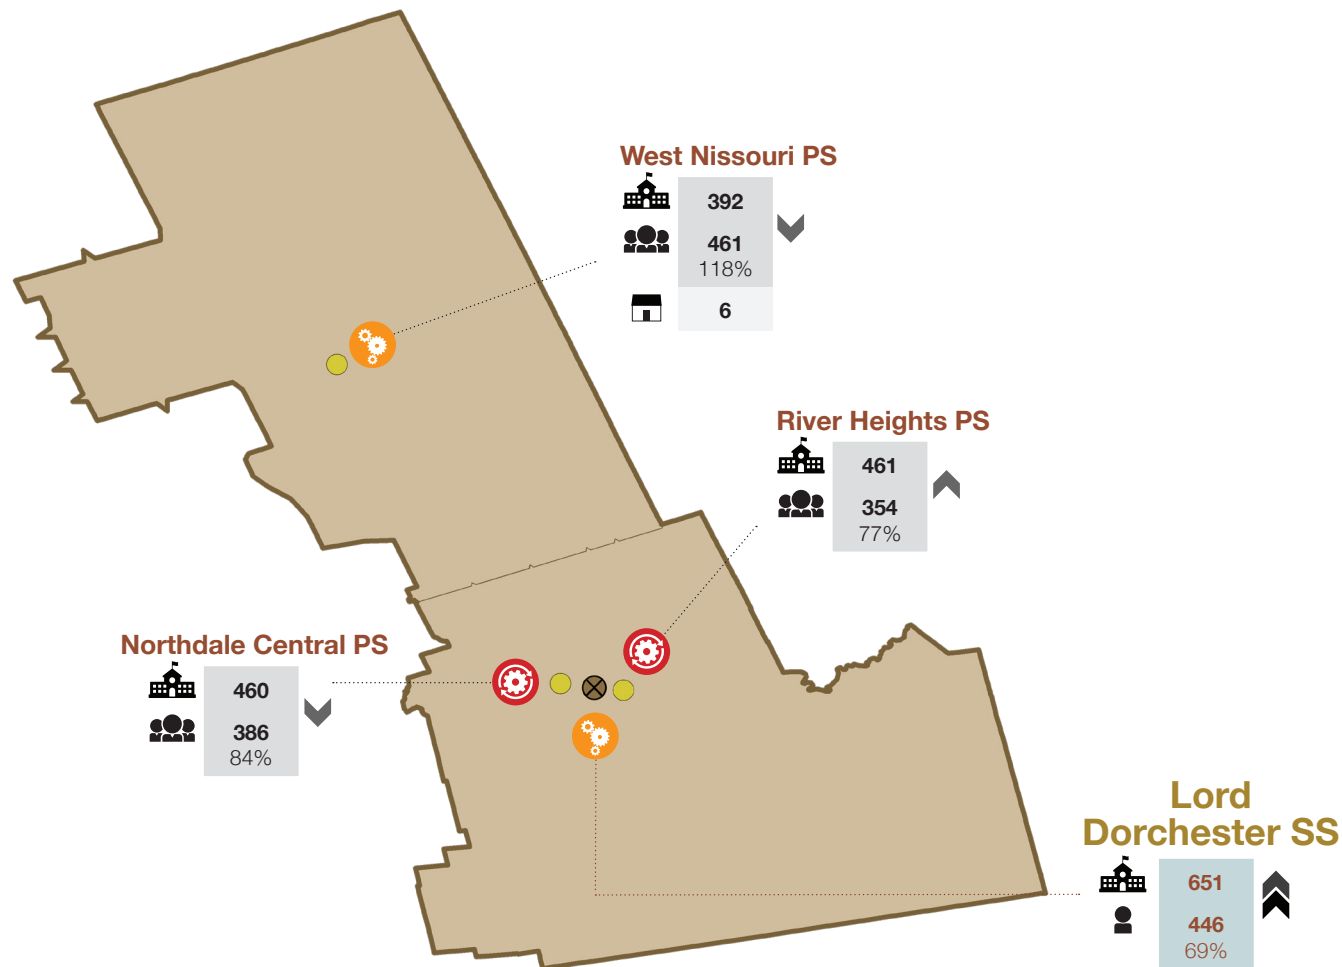 West Nissouri PS
392
461
118%
6
River Heights PS
461
354
77%
Northdale Central PS
460
386
84%
Lord
Dorchester SS
651
446
69%